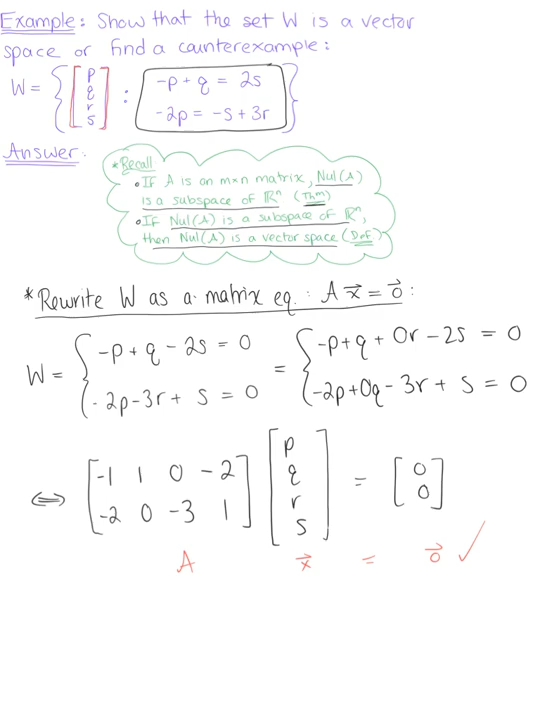 Example: Show that the set W is a vector
space or find a counterexample:
W = { [p q r s] : -p + q = 2s
-2p = -s + 3r }
Answer:
*Recall
• If A is an m×n matrix, Nul(A)
is a subspace of ℝⁿ (Thm)
• If Nul(A) is a subspace of ℝⁿ,
then Nul(A) is a vector space (Def)
*Rewrite W as a matrix eq.: A x⃗ = 0⃗ :
W = { -p + q - 2s = 0 = { -p + q + 0r - 2s = 0
-2p - 3r + s = 0 -2p + 0q - 3r + s = 0
⇔ [-1 1 0 -2 [p q r s] = [0
-2 0 -3 1] 0]
A x⃗ = 0⃗ ✓